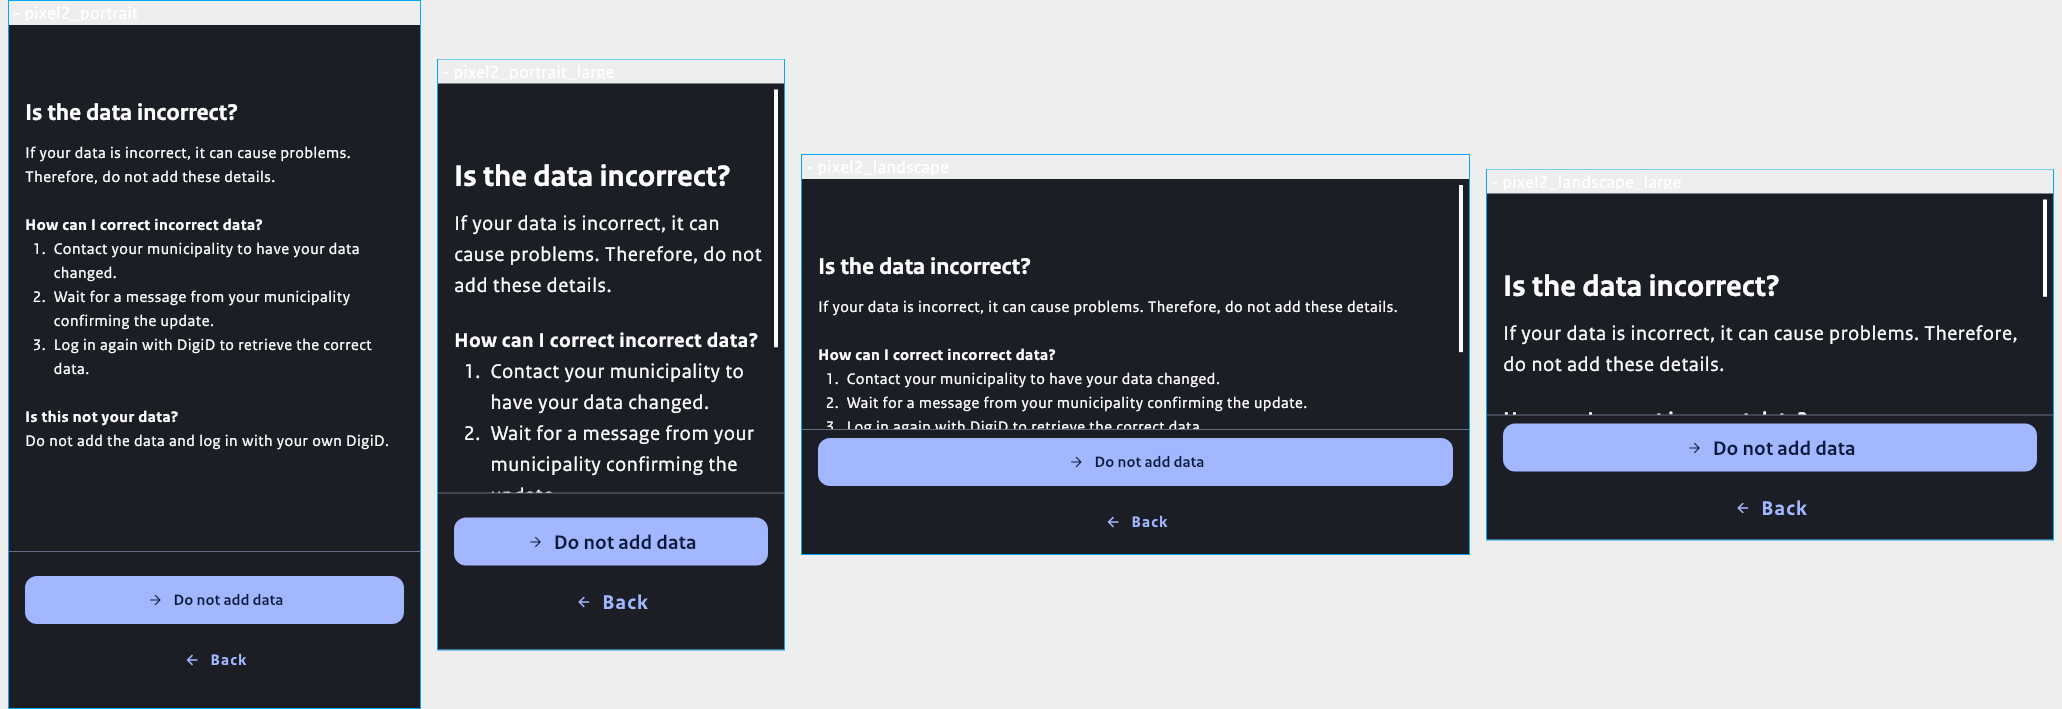 - pixel2_portrait
Is the data incorrect?
If your data is incorrect, it can cause problems.
Therefore, do not add these details.
How can I correct incorrect data?
1. Contact your municipality to have your data
changed.
2. Wait for a message from your municipality
confirming the update.
3. Log in again with DigiD to retrieve the correct
data.
Is this not your data?
Do not add the data and log in with your own DigiD.
→ Do not add data
← Back
- pixel2_portrait_large
Is the data incorrect?
If your data is incorrect, it can
cause problems. Therefore, do not
add these details.
How can I correct incorrect data?
1. Contact your municipality to
have your data changed.
2. Wait for a message from your
municipality confirming the
update.
→ Do not add data
← Back
- pixel2_landscape
Is the data incorrect?
If your data is incorrect, it can cause problems. Therefore, do not add these details.
How can I correct incorrect data?
1. Contact your municipality to have your data changed.
2. Wait for a message from your municipality confirming the update.
3. Log in again with DigiD to retrieve the correct data.
→ Do not add data
← Back
- pixel2_landscape_large
Is the data incorrect?
If your data is incorrect, it can cause problems. Therefore,
do not add these details.
How can I correct incorrect data?
→ Do not add data
← Back